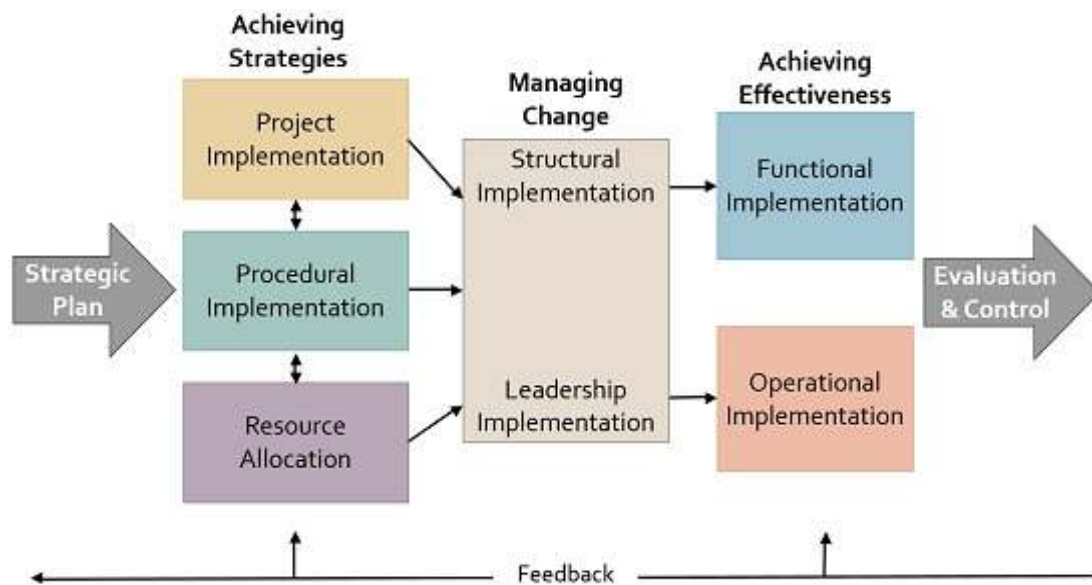 Strategic
Plan
Achieving
Strategies
Project
Implementation
Procedural
Implementation
Resource
Allocation
Managing
Change
Structural
Implementation
Leadership
Implementation
Achieving
Effectiveness
Functional
Implementation
Operational
Implementation
Evaluation
& Control
Feedback